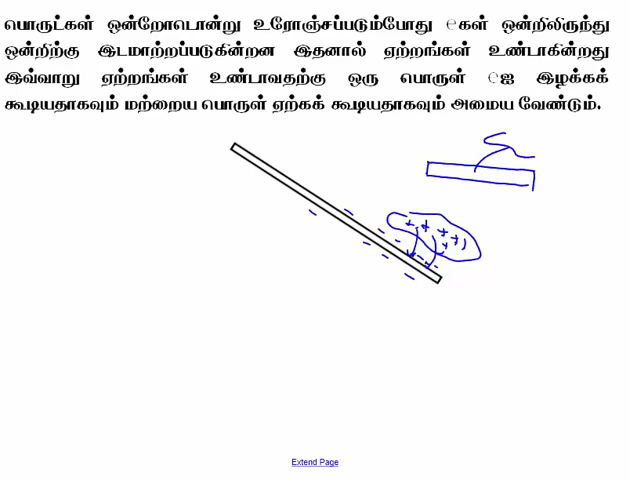 பொருட்கள் ஒன்றோடொன்று உரோஞ்சப்படும்போது eகள் ஒன்றிலிருந்து
ஒன்றிற்கு இடமாற்றப்படுகின்றன இதனால் ஏற்றங்கள் உண்டாகின்றது
இவ்வாறு ஏற்றங்கள் உண்டாவதற்கு ஒரு பொருள் eஐ இழக்கக்
கூடியதாகவும் மற்றைய பொருள் ஏற்கக் கூடியதாகவும் அமைய வேண்டும்.
Extend Page